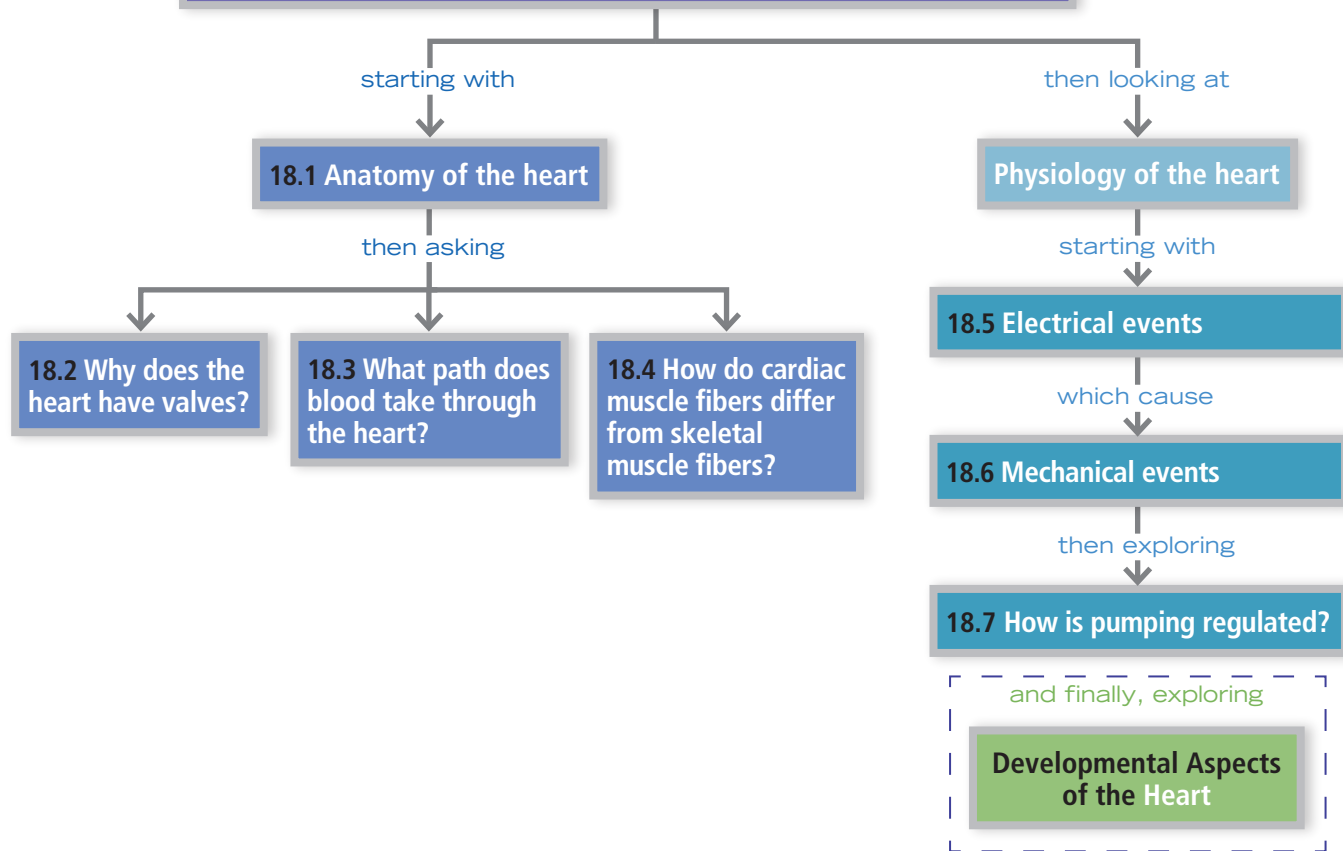 starting with
18.1 Anatomy of the heart
then asking
18.2 Why does the
heart have valves?
18.3 What path does
blood take through
the heart?
18.4 How do cardiac
muscle fibers differ
from skeletal
muscle fibers?
then looking at
Physiology of the heart
starting with
18.5 Electrical events
which cause
18.6 Mechanical events
then exploring
18.7 How is pumping regulated?
and finally, exploring
Developmental Aspects
of the Heart